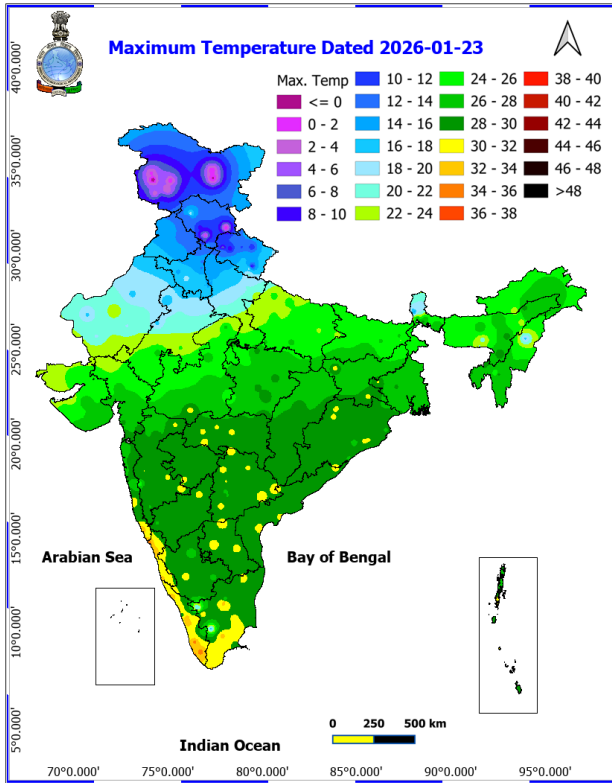 Maximum Temperature Dated 2026-01-23
Max. Temp
<= 0
0 - 2
2 - 4
4 - 6
6 - 8
8 - 10
10 - 12
12 - 14
14 - 16
16 - 18
18 - 20
20 - 22
22 - 24
24 - 26
26 - 28
28 - 30
30 - 32
32 - 34
34 - 36
36 - 38
38 - 40
40 - 42
42 - 44
44 - 46
46 - 48
>48
40°0.000'
35°0.000'
30°0.000'
25°0.000'
20°0.000'
15°0.000'
10°0.000'
5°0.000'
Arabian Sea
Bay of Bengal
Indian Ocean
0 250 500 km
70°0.000' 75°0.000' 80°0.000' 85°0.000' 90°0.000' 95°0.000'